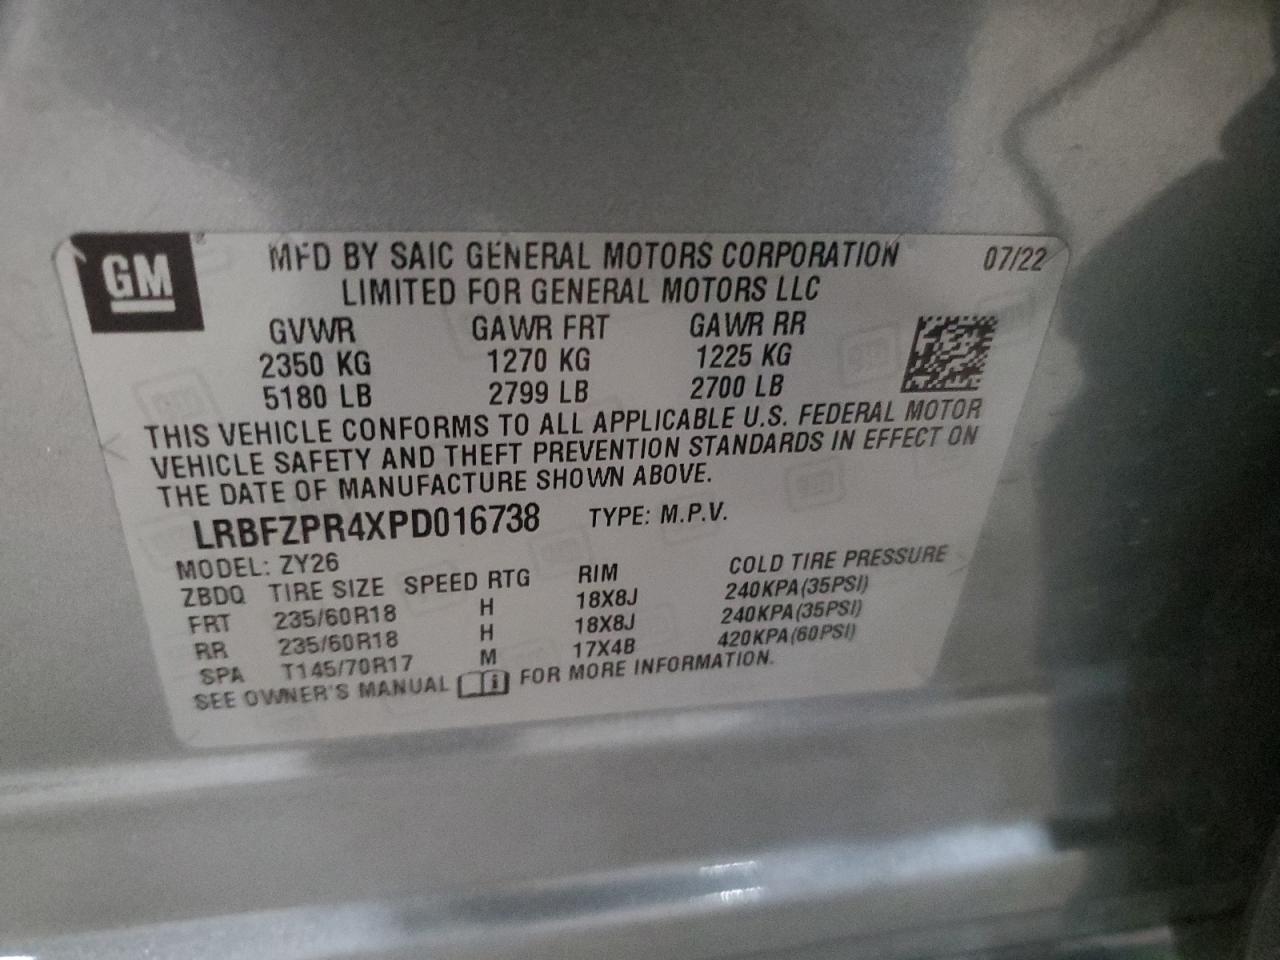 GM
MFD BY SAIC GENERAL MOTORS CORPORATION 07/22
LIMITED FOR GENERAL MOTORS LLC
GVWR GAWR FRT GAWR RR
2350 KG 1270 KG 1225 KG
5180 LB 2799 LB 2700 LB
THIS VEHICLE CONFORMS TO ALL APPLICABLE U.S. FEDERAL MOTOR
VEHICLE SAFETY AND THEFT PREVENTION STANDARDS IN EFFECT ON
THE DATE OF MANUFACTURE SHOWN ABOVE.
LRBFZPR4XPD016738 TYPE: M.P.V.
MODEL: ZY26
ZBDQ TIRE SIZE SPEED RTG RIM COLD TIRE PRESSURE
FRT 235/60R18 H 18X8J 240KPA(35PSI)
RR 235/60R18 H 18X8J 240KPA(35PSI)
SPA T145/70R17 M 17X4B 420KPA(60PSI)
SEE OWNER'S MANUAL i FOR MORE INFORMATION.